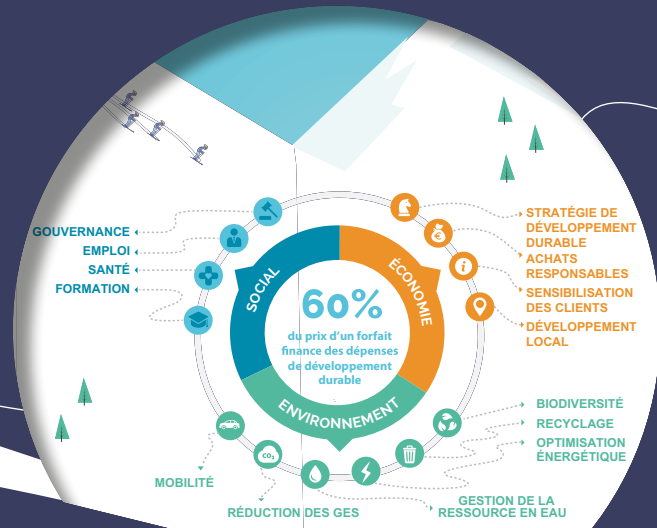 GOUVERNANCE
EMPLOI
SANTÉ
FORMATION
STRATÉGIE DE
DÉVELOPPEMENT
DURABLE
ACHATS
RESPONSABLES
SENSIBILISATION
DES CLIENTS
DÉVELOPPEMENT
LOCAL
i
€
SOCIAL
ÉCONOMIE
60%
du prix d'un forfait
finance des dépenses
de développement
durable
ENVIRONNEMENT
CO₂
BIODIVERSITÉ
RECYCLAGE
OPTIMISATION
ÉNERGÉTIQUE
MOBILITÉ
RÉDUCTION DES GES
GESTION DE LA
RESSOURCE EN EAU